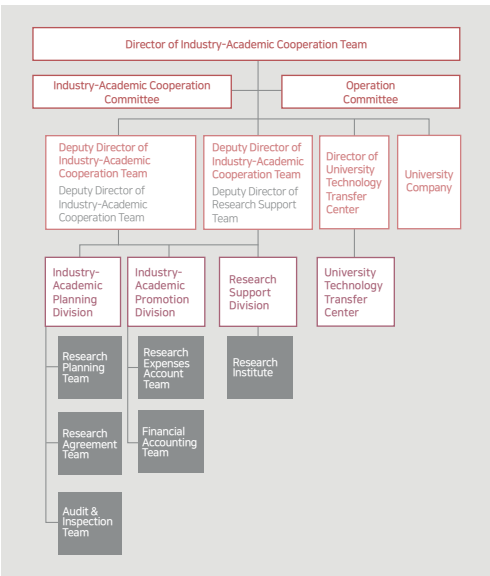 Director of Industry-Academic Cooperation Team
Industry-Academic Cooperation
Committee
Operation
Committee
Deputy Director of
Industry-Academic
Cooperation Team
Deputy Director of
Industry-Academic
Cooperation Team
Deputy Director of
Industry-Academic
Cooperation Team
Deputy Director of
Research Support
Team
Director of
University
Technology
Transfer
Center
University
Company
Industry-
Academic
Planning
Division
Industry-
Academic
Promotion
Division
Research
Support
Division
University
Technology
Transfer
Center
Research
Planning
Team
Research
Expenses
Account
Team
Research
Institute
Research
Agreement
Team
Financial
Accounting
Team
Audit &
Inspection
Team